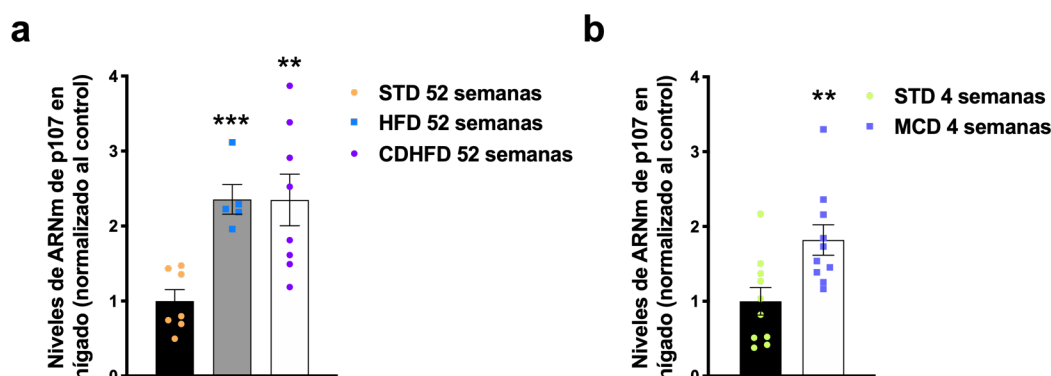 a
Niveles de ARNm de p107 en
hígado (normalizado al control)
4
3
2
1
0
***
**
STD 52 semanas
HFD 52 semanas
CDHFD 52 semanas
b
Niveles de ARNm de p107 en
hígado (normalizado al control)
4
3
2
1
0
**
STD 4 semanas
MCD 4 semanas